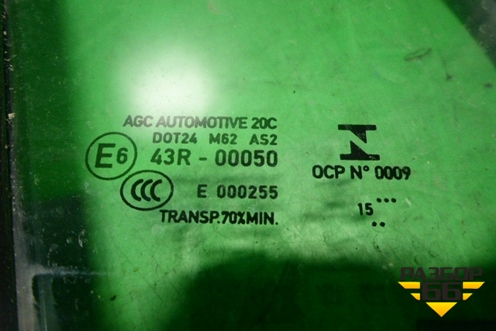 AGC AUTOMOTIVE 20C
DOT24 M62 AS2
E6 43R - 00050
CCC E 000255
TRANSP.70%MIN.
OCP N° 0009
15
РАЗБОР
66